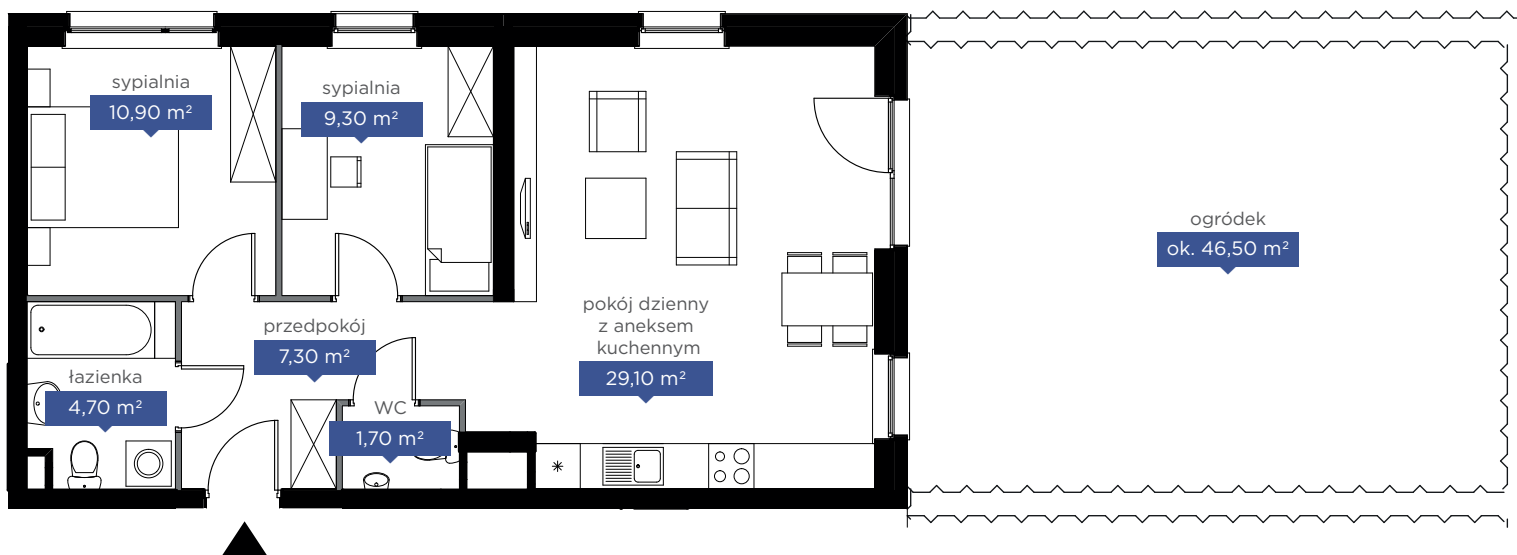 sypialnia
10,90 m²
sypialnia
9,30 m²
ogródek
ok. 46,50 m²
pokój dzienny
z aneksem
kuchennym
29,10 m²
przedpokój
7,30 m²
łazienka
4,70 m²
WC
1,70 m²